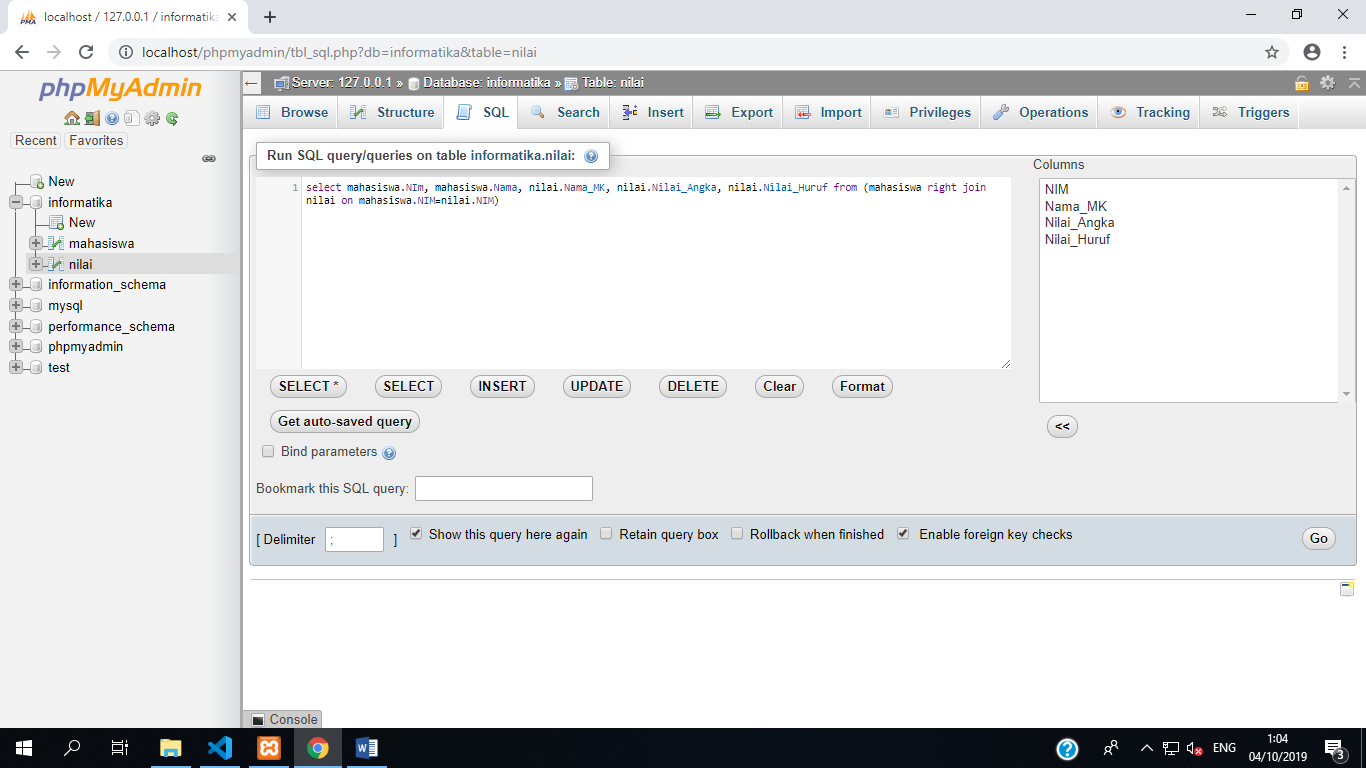 localhost / 127.0.0.1 / informatika
localhost/phpmyadmin/tbl_sql.php?db=informatika&table=nilai
phpMyAdmin
Recent Favorites
New
informatika
New
mahasiswa
nilai
information_schema
mysql
performance_schema
phpmyadmin
test
Server: 127.0.0.1 » Database: informatika » Table: nilai
Browse Structure SQL Search Insert Export Import Privileges Operations Tracking Triggers
Run SQL query/queries on table informatika.nilai:
1 select mahasiswa.NIm, mahasiswa.Nama, nilai.Nama_MK, nilai.Nilai_Angka, nilai.Nilai_Huruf from (mahasiswa right join
nilai on mahasiswa.NIM=nilai.NIM)
Columns
NIM
Nama_MK
Nilai_Angka
Nilai_Huruf
<<
SELECT * SELECT INSERT UPDATE DELETE Clear Format
Get auto-saved query
Bind parameters
Bookmark this SQL query:
[ Delimiter ; ] Show this query here again Retain query box Rollback when finished Enable foreign key checks Go
Console
ENG
1:04
04/10/2019
3